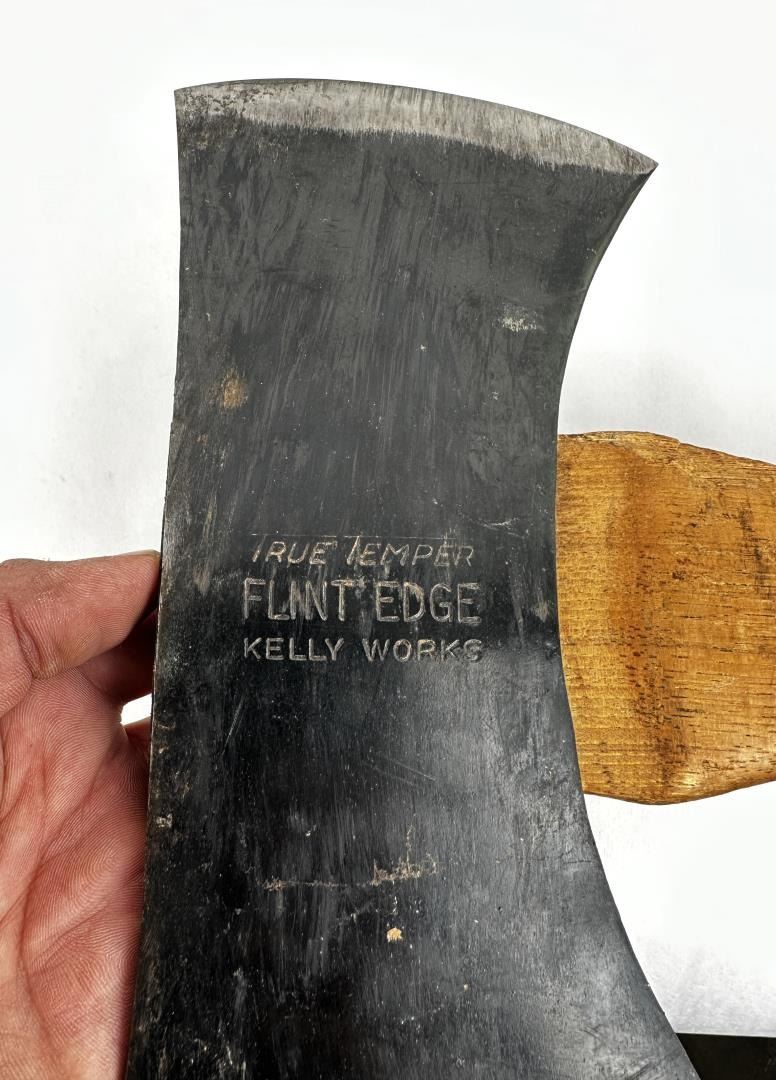 TRUE TEMPER
FLINT EDGE
KELLY WORKS